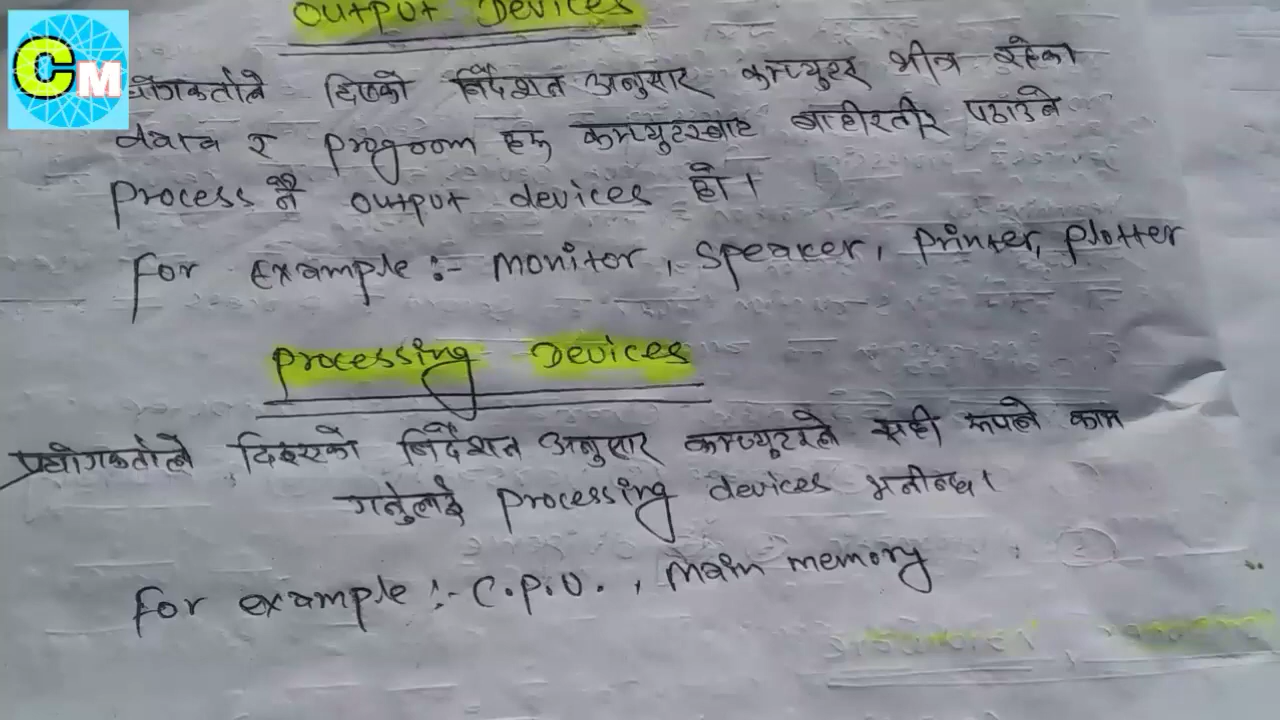 CM
Output Devices
प्रयोगकर्ताले दिएको निर्देशन अनुसार कम्प्युटर भीत्र रहेका
data र program हरू कम्प्युटरबाट बाहीरतीर पठाउने
process नै output devices हो।
For Example :- Monitor, Speaker, Printer, Plotter
Processing Devices
प्रयोगकर्ताले दिइएको निर्देशन अनुसार कम्प्युटरले सही रूपले काम
गर्नुलाई processing devices भनीन्छ।
For example :- C.P.U., Main memory